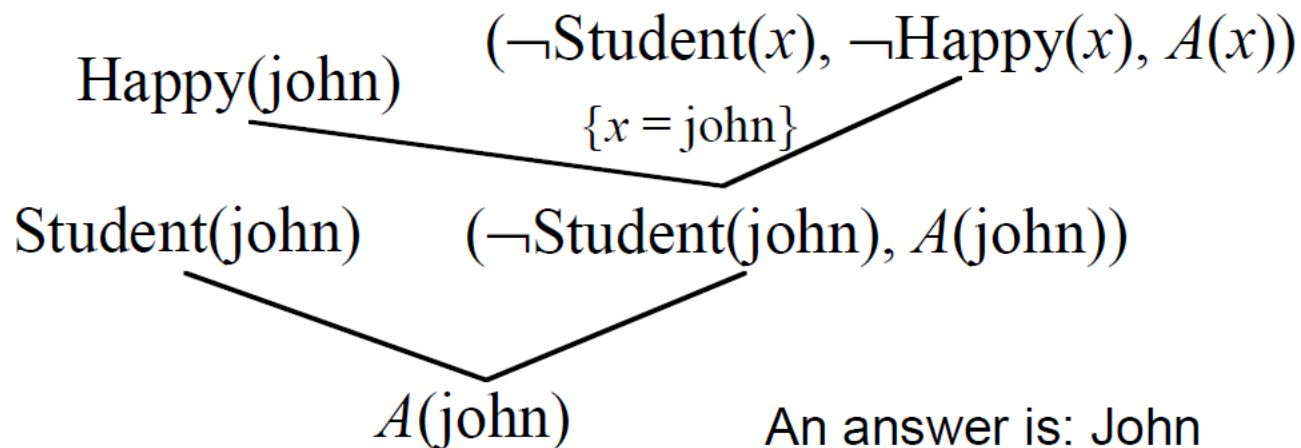 (¬Student(x), ¬Happy(x), A(x))
Happy(john)
{x = john}
Student(john) (¬Student(john), A(john))
A(john) An answer is: John